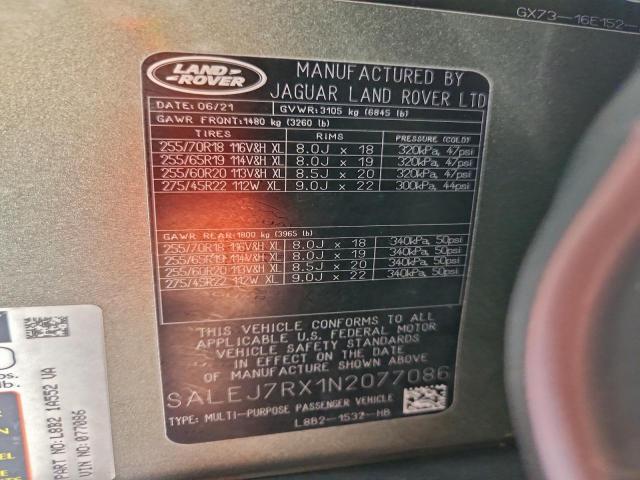 GX73-16E152-
LAND ROVER
MANUFACTURED BY
JAGUAR LAND ROVER LTD
DATE: 06/21 GVWR: 3105 kg (6845 lb)
GAWR FRONT: 1480 kg (3260 lb)
TIRES RIMS PRESSURE (COLD)
255/70R18 116V&H XL 8.0J x 18 320kPa, 47psi
255/65R19 114V&H XL 8.0J x 19 320kPa, 47psi
255/60R20 113V&H XL 8.5J x 20 320kPa, 47psi
275/45R22 112W XL 9.0J x 22 300kPa, 44psi
GAWR REAR: 1800 kg (3965 lb)
255/70R18 116V&H XL 8.0J x 18 340kPa, 50psi
255/65R19 114V&H XL 8.0J x 19 340kPa, 50psi
255/60R20 113V&H XL 8.5J x 20 340kPa, 50psi
275/45R22 112W XL 9.0J x 22 340kPa, 50psi
THIS VEHICLE CONFORMS TO ALL
APPLICABLE U.S. FEDERAL MOTOR
VEHICLE SAFETY STANDARDS
IN EFFECT ON THE DATE
OF MANUFACTURE SHOWN ABOVE
SALEJ7RX1N2077086
TYPE: MULTI-PURPOSE PASSENGER VEHICLE
L8B2-1532-HB
PART NO: L8B2 1A552 VA
VIN NO: 077086